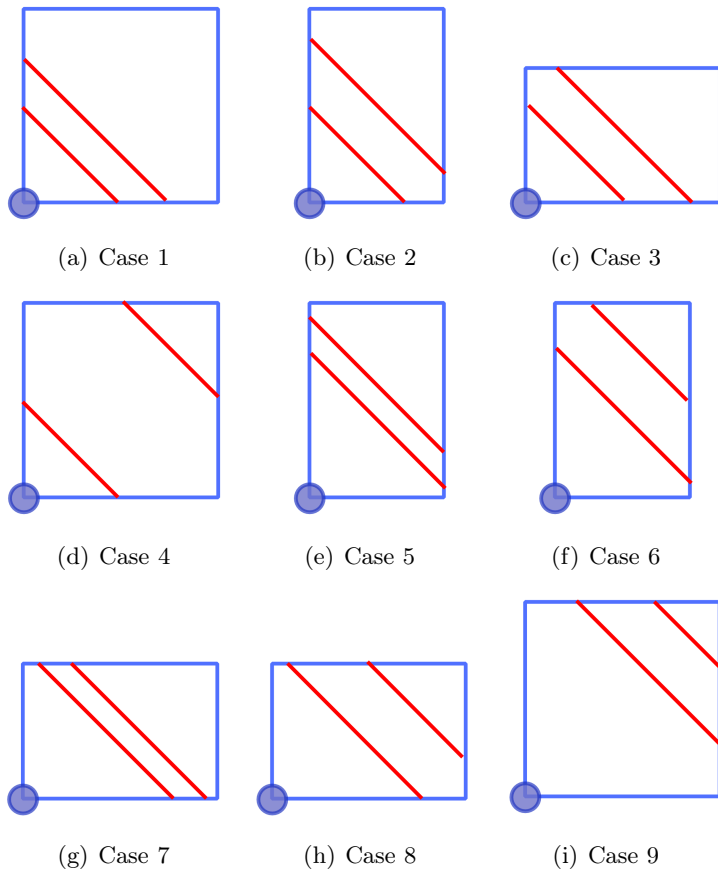 (a) Case 1
(b) Case 2
(c) Case 3
(d) Case 4
(e) Case 5
(f) Case 6
(g) Case 7
(h) Case 8
(i) Case 9